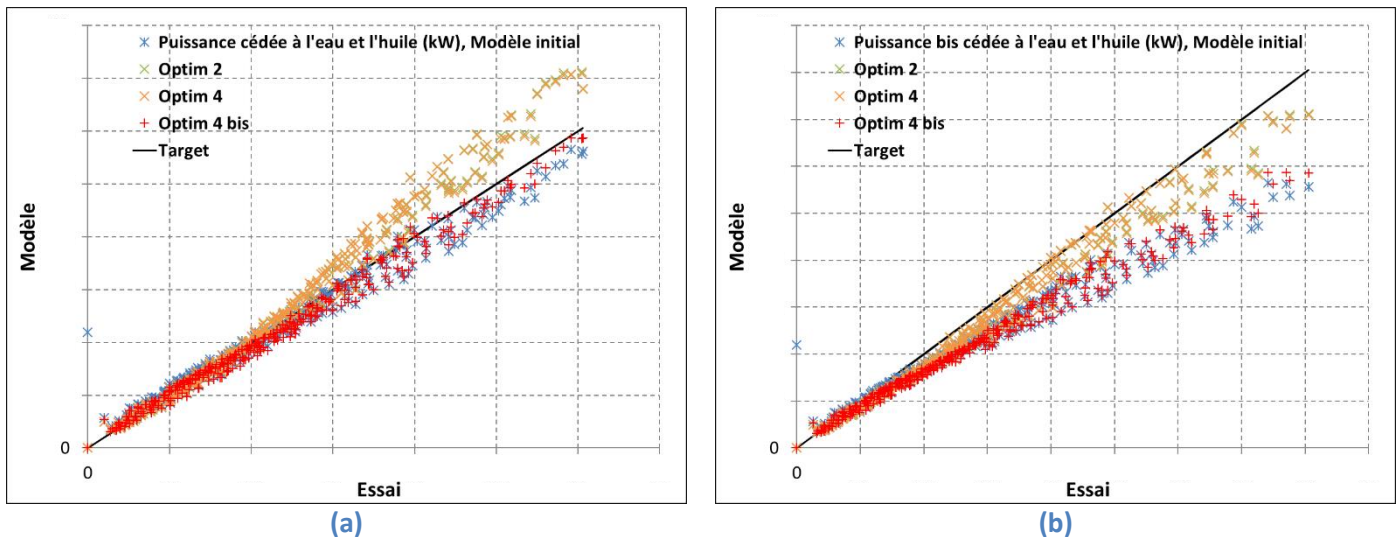 Puissance cédée à l'eau et l'huile (kW), Modèle initial
Optim 2
Optim 4
Optim 4 bis
Target
Modèle
0
0
Essai
(a)
Puissance bis cédée à l'eau et l'huile (kW), Modèle initial
Optim 2
Optim 4
Optim 4 bis
Target
Modèle
0
0
Essai
(b)